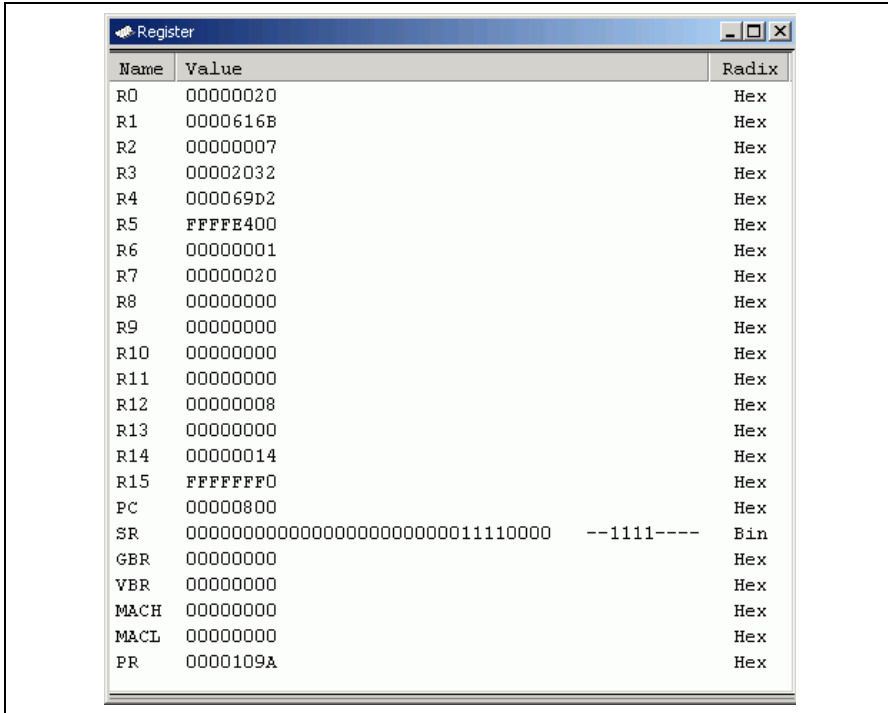 Register
Name Value Radix
R0 00000020 Hex
R1 0000616B Hex
R2 00000007 Hex
R3 00002032 Hex
R4 000069D2 Hex
R5 FFFFE400 Hex
R6 00000001 Hex
R7 00000020 Hex
R8 00000000 Hex
R9 00000000 Hex
R10 00000000 Hex
R11 00000000 Hex
R12 00000008 Hex
R13 00000000 Hex
R14 00000014 Hex
R15 FFFFFFF0 Hex
PC 00000800 Hex
SR 00000000000000000000000011110000 --1111---- Bin
GBR 00000000 Hex
VBR 00000000 Hex
MACH 00000000 Hex
MACL 00000000 Hex
PR 0000109A Hex